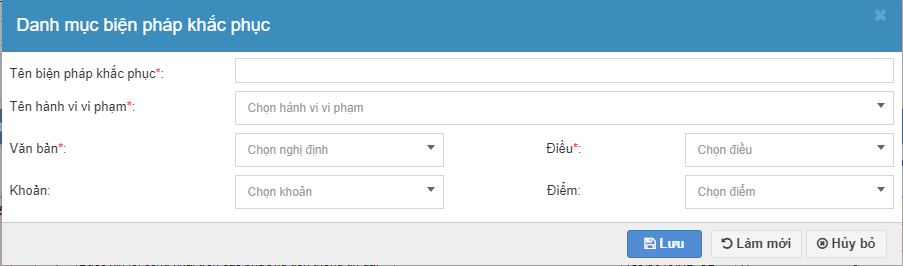 Danh mục biện pháp khắc phục
Tên biện pháp khắc phục*:
Tên hành vi vi phạm*: Chọn hành vi vi phạm
Văn bản*: Chọn nghị định Điều*: Chọn điều
Khoản: Chọn khoản Điểm: Chọn điểm
Lưu Làm mới Hủy bỏ